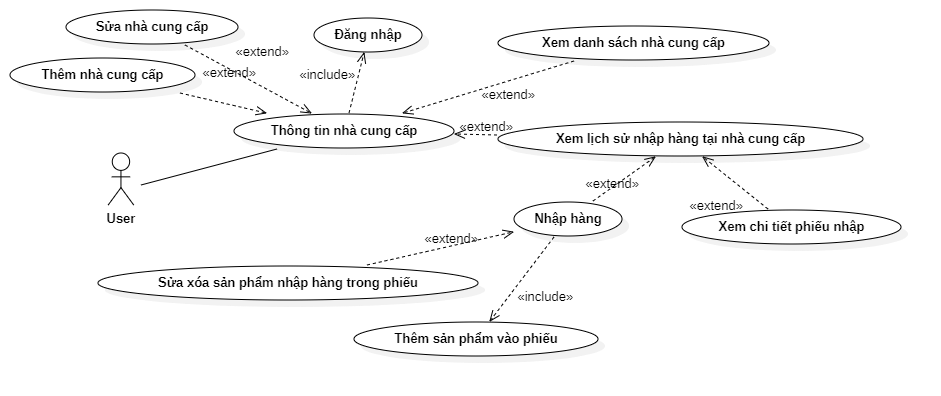 Sửa nhà cung cấp
Đăng nhập
Xem danh sách nhà cung cấp
«extend»
Thêm nhà cung cấp
«extend»
«include»
«extend»
Thông tin nhà cung cấp
«extend»
Xem lịch sử nhập hàng tại nhà cung cấp
User
«extend»
«extend»
Nhập hàng
Xem chi tiết phiếu nhập
«extend»
Sửa xóa sản phẩm nhập hàng trong phiếu
«include»
Thêm sản phẩm vào phiếu